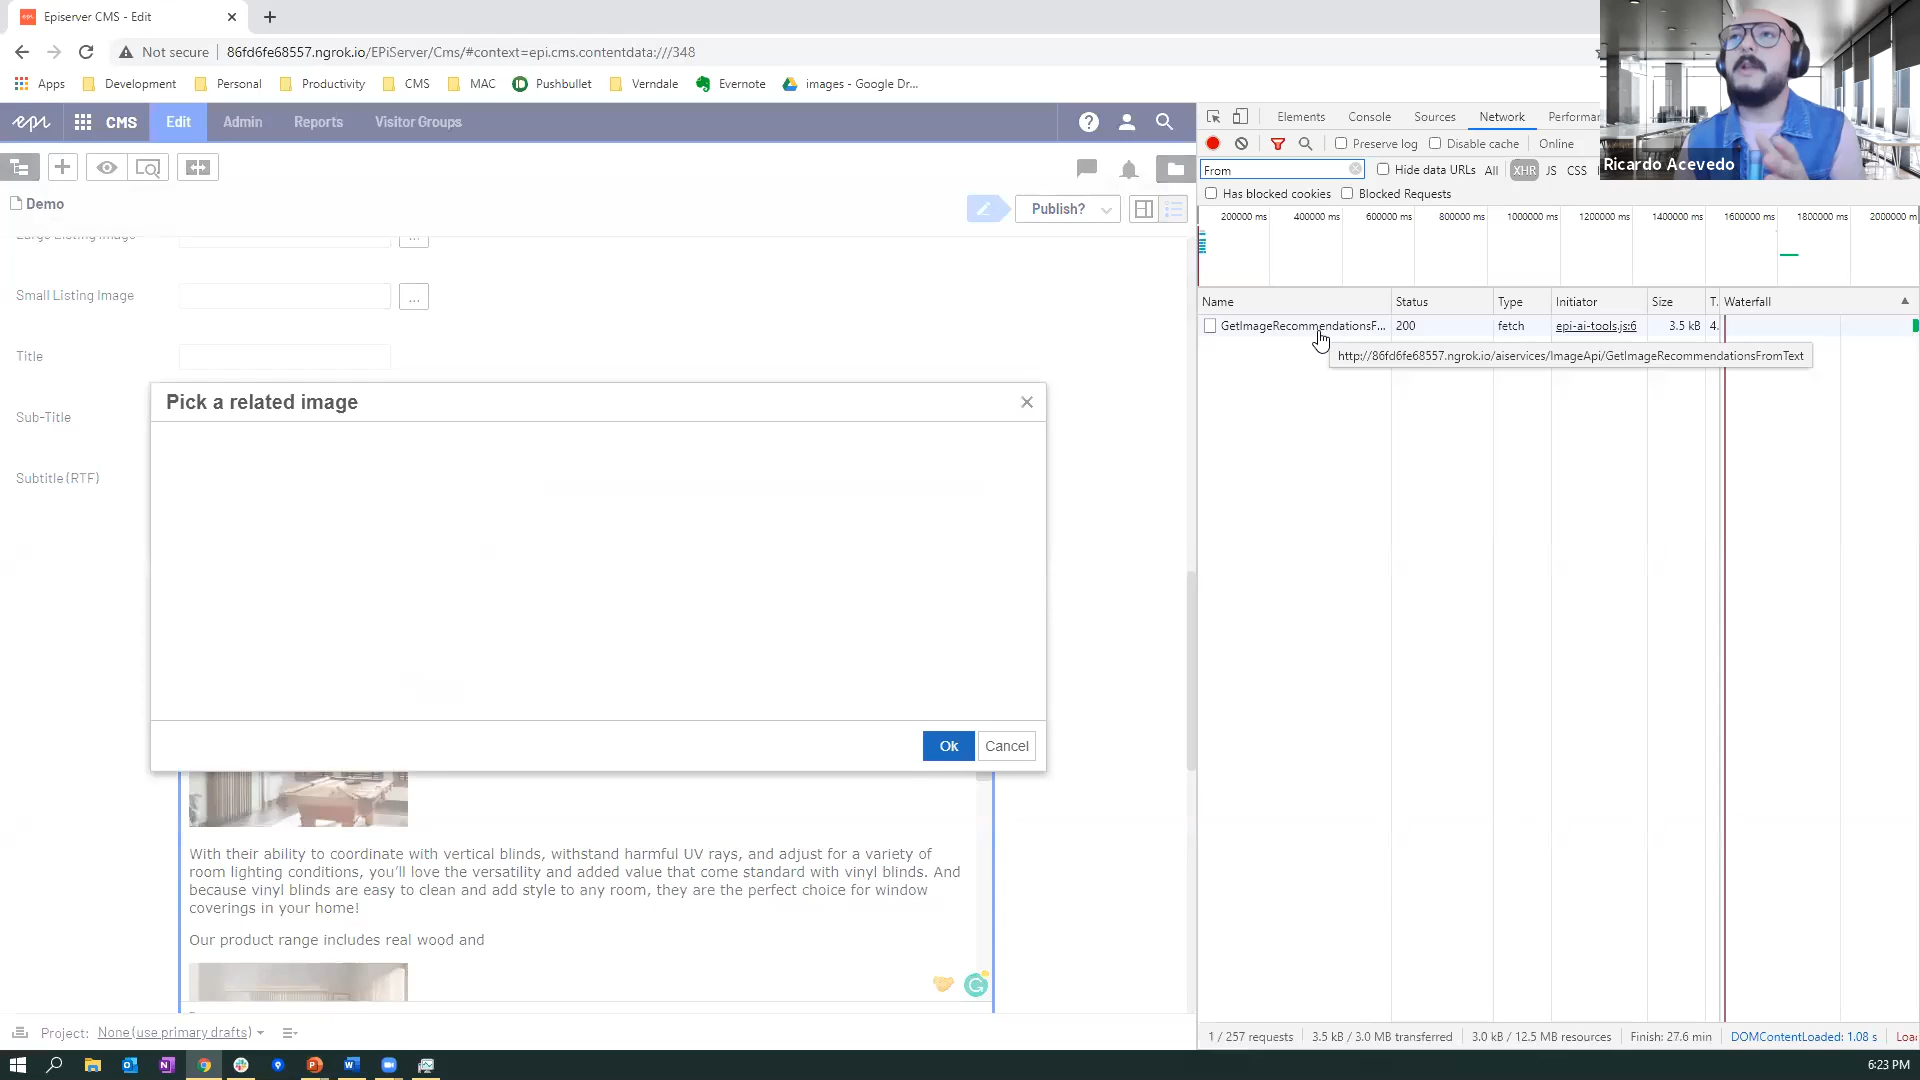 Episerver CMS - Edit
Not secure
86fd6fe68557.ngrok.io/EPiServer/Cms/#context=epi.cms.contentdata:///348
Apps
Development
Personal
Productivity
CMS
MAC
Pushbullet
Verndale
Evernote
images - Google Dr...
epi
CMS
Edit
Admin
Reports
Visitor Groups
Demo
Publish?
Large Listing Image
...
Small Listing Image
...
Title
Sub-Title
Subtitle (RTF)
Pick a related image
Ok
Cancel
With their ability to coordinate with vertical blinds, withstand harmful UV rays, and adjust for a variety of
room lighting conditions, you'll love the versatility and added value that come standard with vinyl blinds. And
because vinyl blinds are easy to clean and add style to any room, they are the perfect choice for window
coverings in your home!
Our product range includes real wood and
Project: None (use primary drafts)
Elements
Console
Sources
Network
Performa
Preserve log
Disable cache
Online
From
Hide data URLs
All
XHR
JS
CSS
Has blocked cookies
Blocked Requests
200000 ms
400000 ms
600000 ms
800000 ms
1000000 ms
1200000 ms
1400000 ms
1600000 ms
1800000 ms
2000000 m
Name
Status
Type
Initiator
Size
T.
Waterfall
GetImageRecommendationsF...
200
fetch
epi-ai-tools.js:6
3.5 kB
4.
http://86fd6fe68557.ngrok.io/aiservices/ImageApi/GetImageRecommendationsFromText
1 / 257 requests
3.5 kB / 3.0 MB transferred
3.0 kB / 12.5 MB resources
Finish: 27.6 min
DOMContentLoaded: 1.08 s
Loa
Ricardo Acevedo
6:23 PM